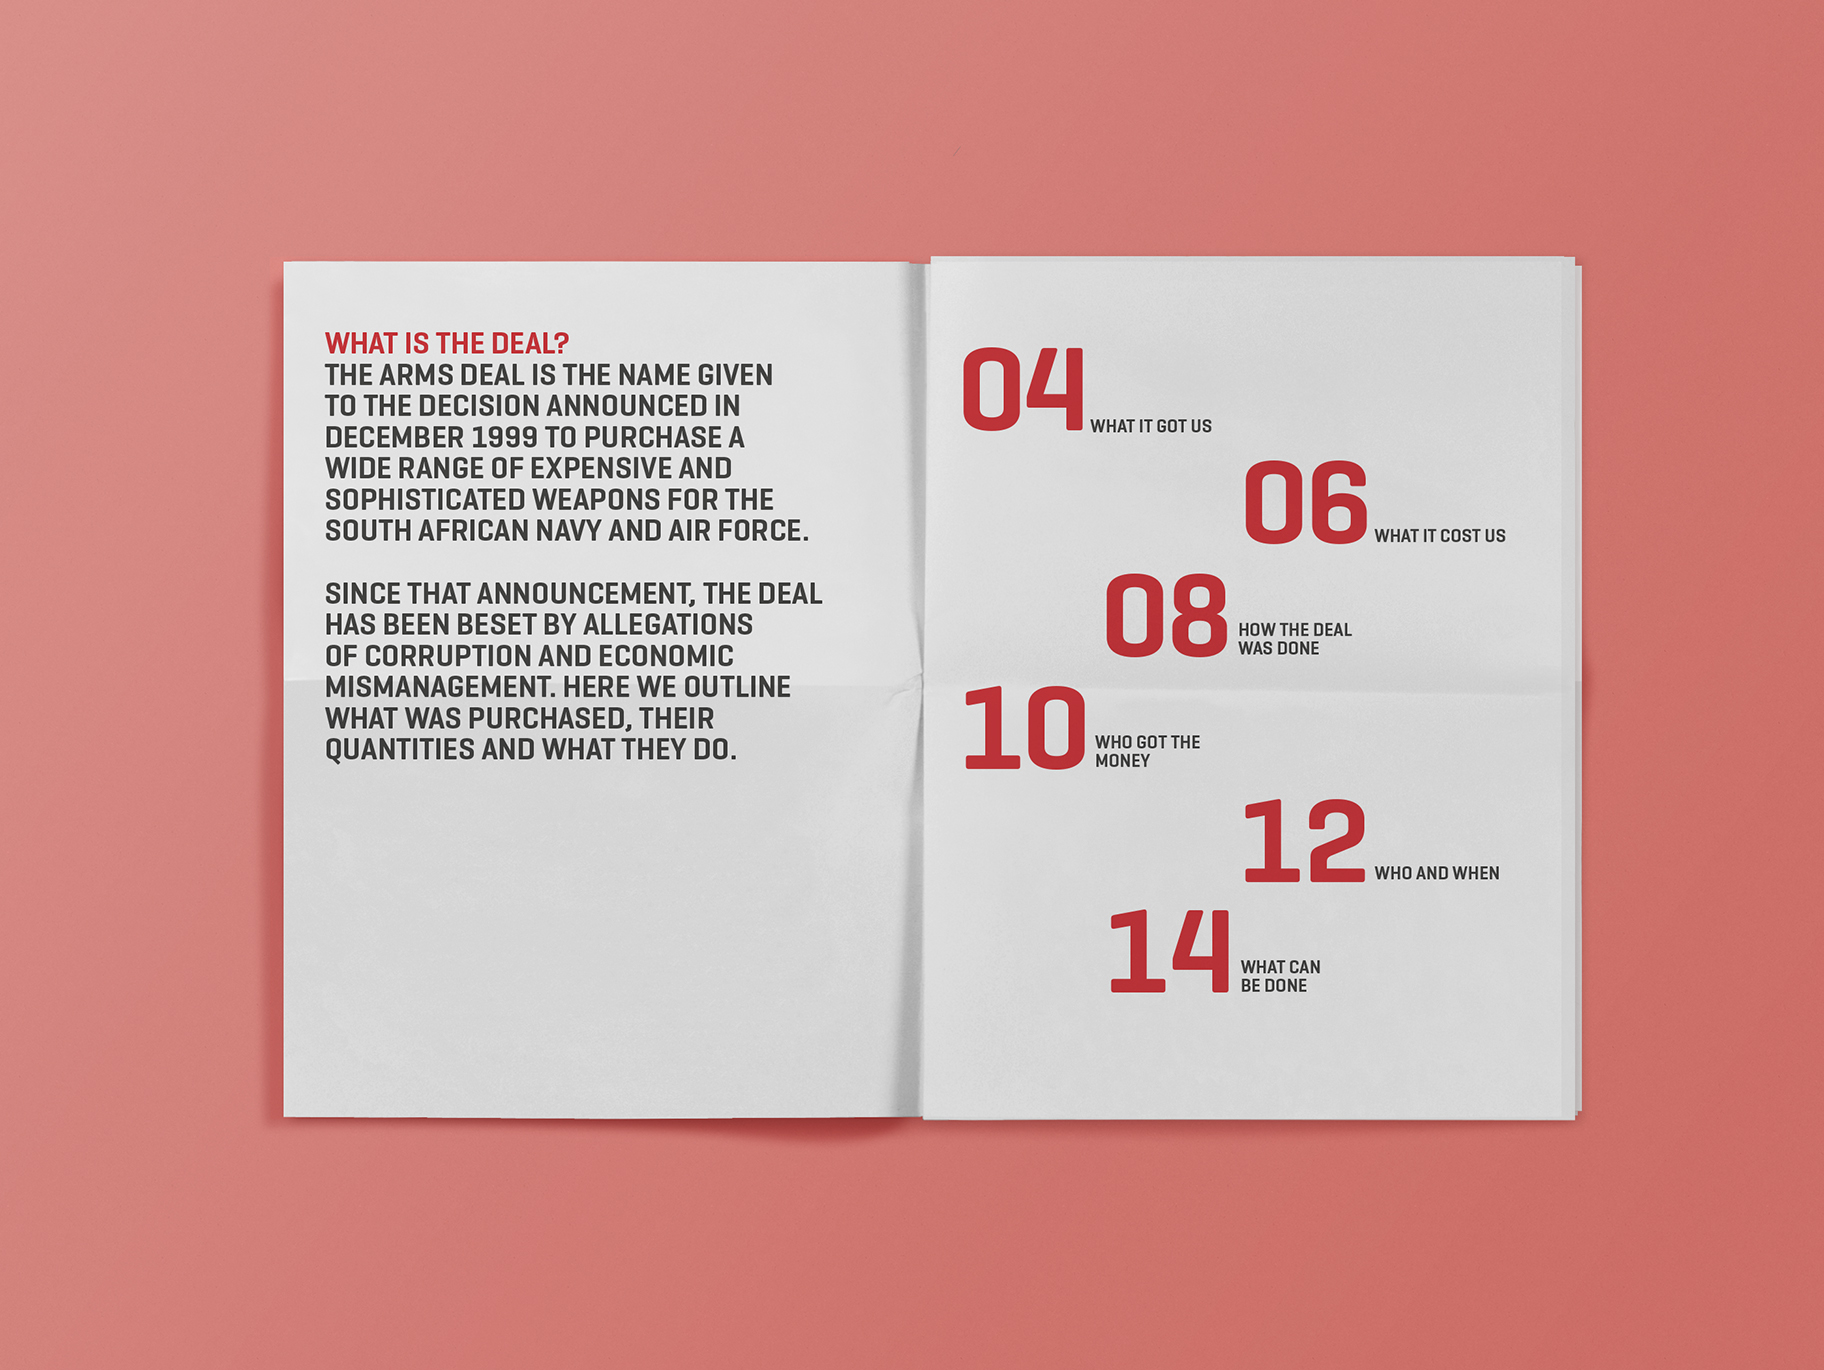 WHAT IS THE DEAL?
THE ARMS DEAL IS THE NAME GIVEN
TO THE DECISION ANNOUNCED IN
DECEMBER 1999 TO PURCHASE A
WIDE RANGE OF EXPENSIVE AND
SOPHISTICATED WEAPONS FOR THE
SOUTH AFRICAN NAVY AND AIR FORCE.
SINCE THAT ANNOUNCEMENT, THE DEAL
HAS BEEN BESET BY ALLEGATIONS
OF CORRUPTION AND ECONOMIC
MISMANAGEMENT. HERE WE OUTLINE
WHAT WAS PURCHASED, THEIR
QUANTITIES AND WHAT THEY DO.
04 WHAT IT GOT US
06 WHAT IT COST US
08 HOW THE DEAL
WAS DONE
10 WHO GOT THE
MONEY
12 WHO AND WHEN
14 WHAT CAN
BE DONE